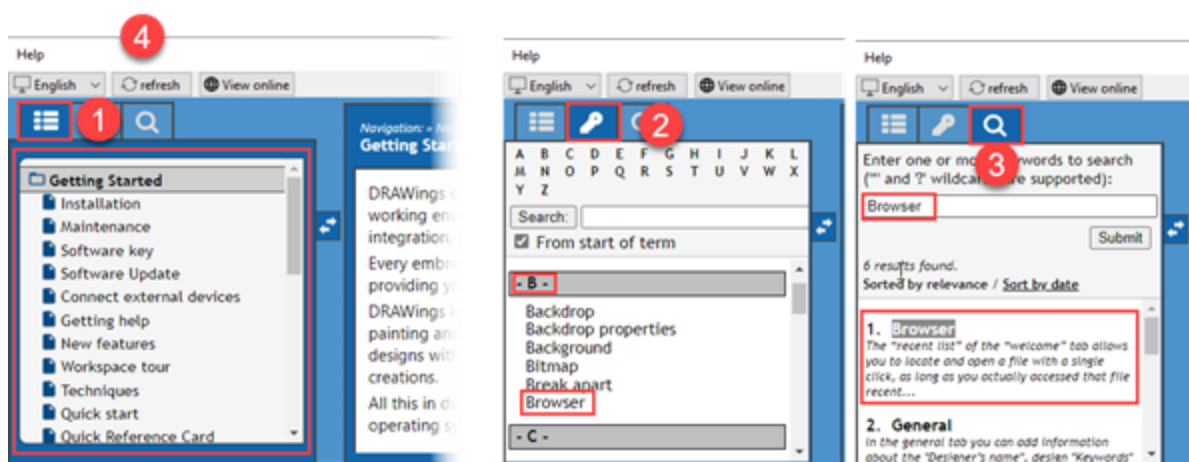 4
Help
English
refresh
View online
1
Navigation: »
Getting Star
Getting Started
Installation
Maintenance
Software key
Software Update
Connect external devices
Getting help
New features
Workspace tour
Techniques
Quick start
Quick Reference Card
DRAWings
working
integration,
Every
providing
DRAWings
painting and
designs
creations.
All this in
operating
Help
English
refresh
View online
2
A B C D E F G H I J K L
M N O P Q R S T U V W X
Y Z
Search:
From start of term
- B -
Backdrop
Backdrop properties
Background
Bitmap
Break apart
Browser
- C -
Help
English
refresh
View online
3
Enter one or more keywords to search
('*' and '?' wildcards are supported):
Browser
Submit
6 results found.
Sorted by relevance / Sort by date
1. Browser
The "recent list" of the "welcome" tab allows
you to locate and open a file with a single
click, as long as you actually accessed that file
recent...
2. General
In the general tab you can add information
about the "Designer's name", design "Keywords"